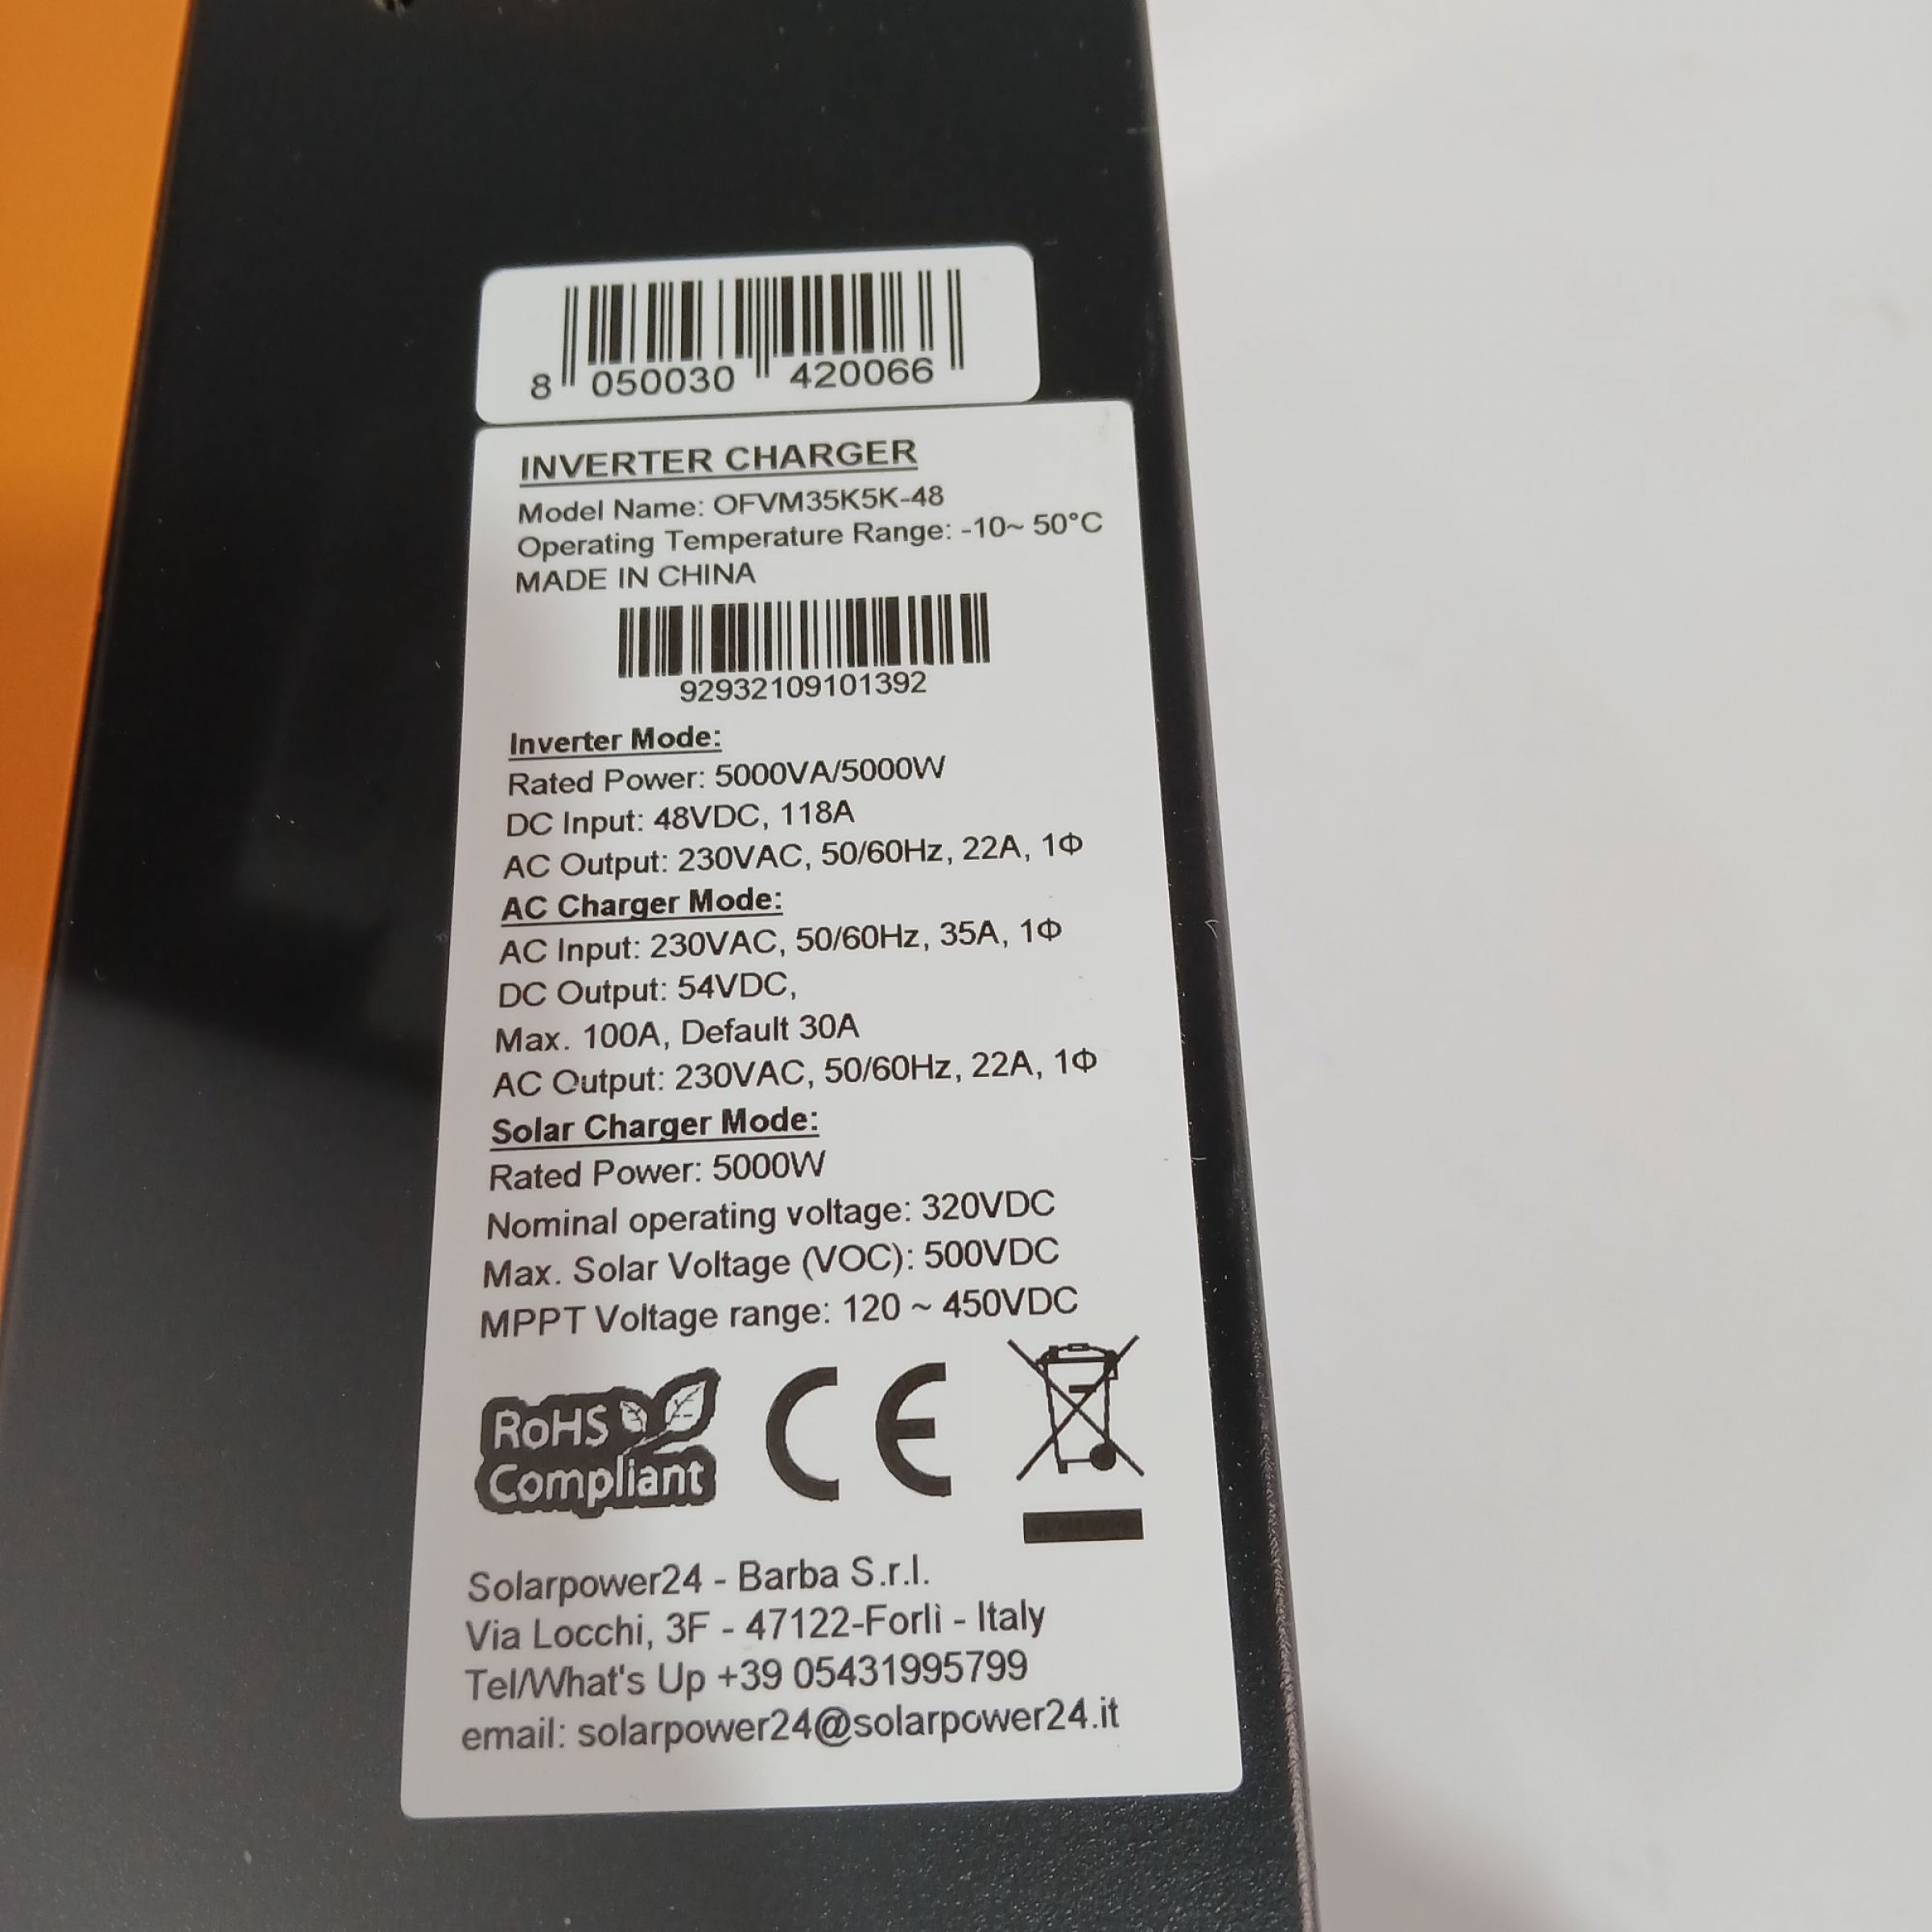 8 050030 420066
INVERTER CHARGER
Model Name: OFVM35K5K-48
Operating Temperature Range: -10~ 50°C
MADE IN CHINA
92932109101392
Inverter Mode:
Rated Power: 5000VA/5000W
DC Input: 48VDC, 118A
AC Output: 230VAC, 50/60Hz, 22A, 1Φ
AC Charger Mode:
AC Input: 230VAC, 50/60Hz, 35A, 1Φ
DC Output: 54VDC,
Max. 100A, Default 30A
AC Output: 230VAC, 50/60Hz, 22A, 1Φ
Solar Charger Mode:
Rated Power: 5000W
Nominal operating voltage: 320VDC
Max. Solar Voltage (VOC): 500VDC
MPPT Voltage range: 120 ~ 450VDC
RoHS
Compliant
CE
Solarpower24 - Barba S.r.l.
Via Locchi, 3F - 47122-Forlì - Italy
Tel/What's Up +39 05431995799
email: solarpower24@solarpower24.it